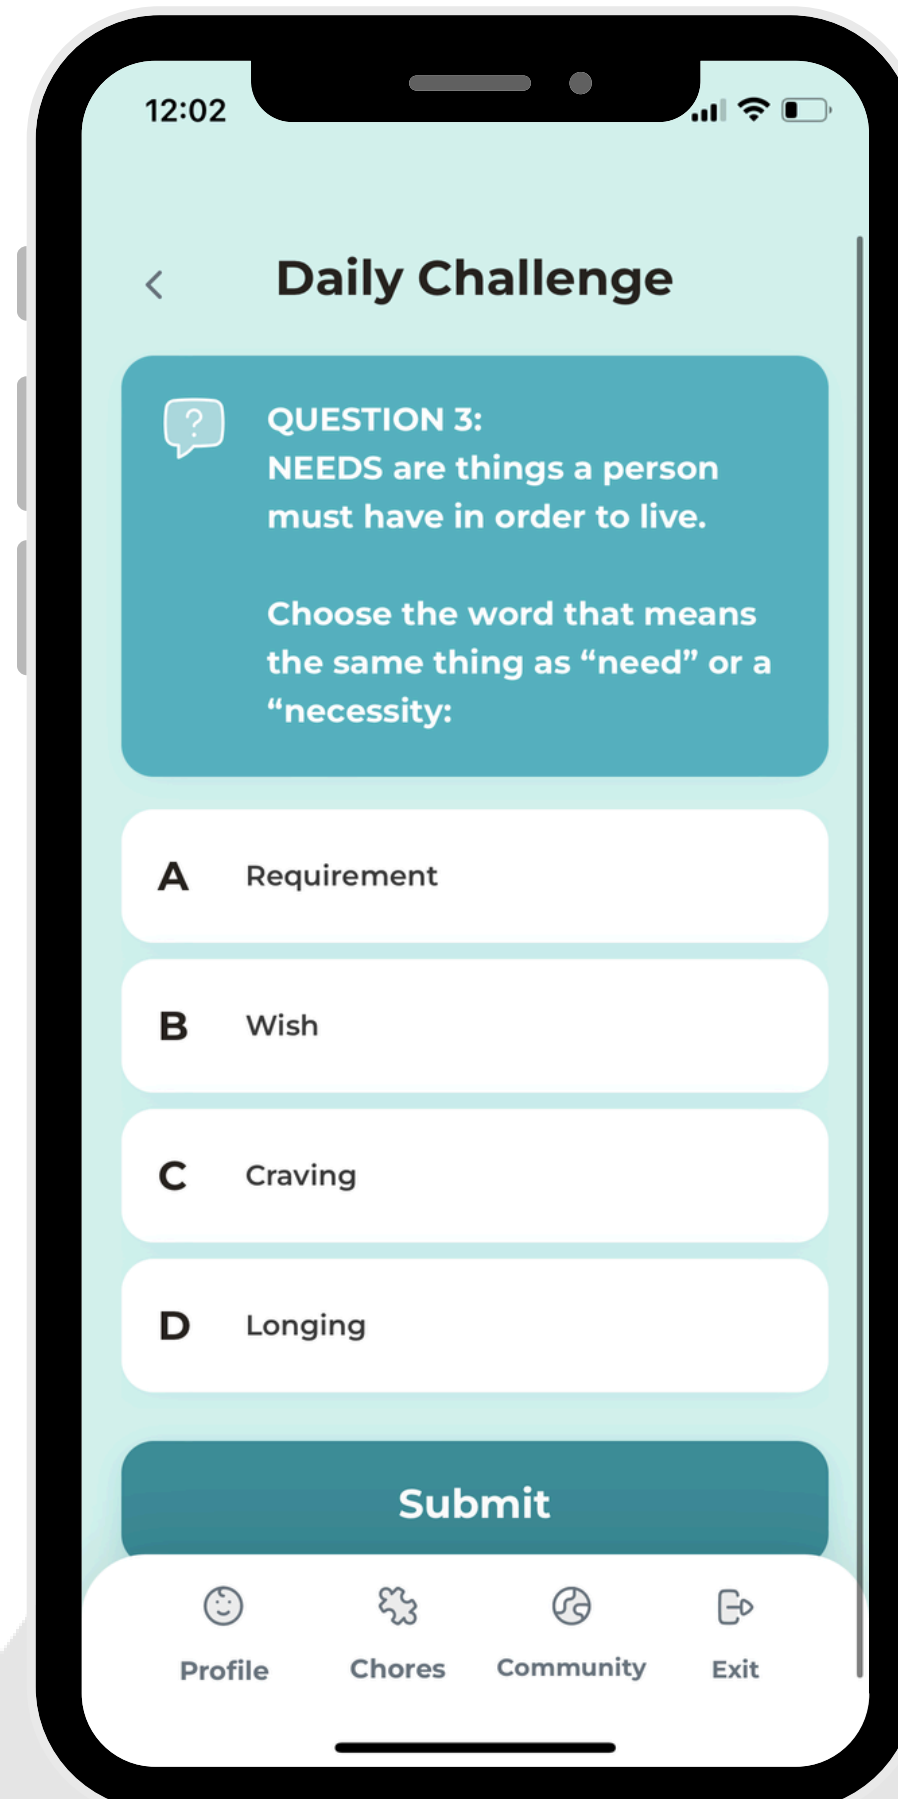 12:02
Daily Challenge
?
QUESTION 3:
NEEDS are things a person
must have in order to live.
Choose the word that means
the same thing as “need” or a
“necessity:
A Requirement
B Wish
C Craving
D Longing
Submit
Profile Chores Community Exit